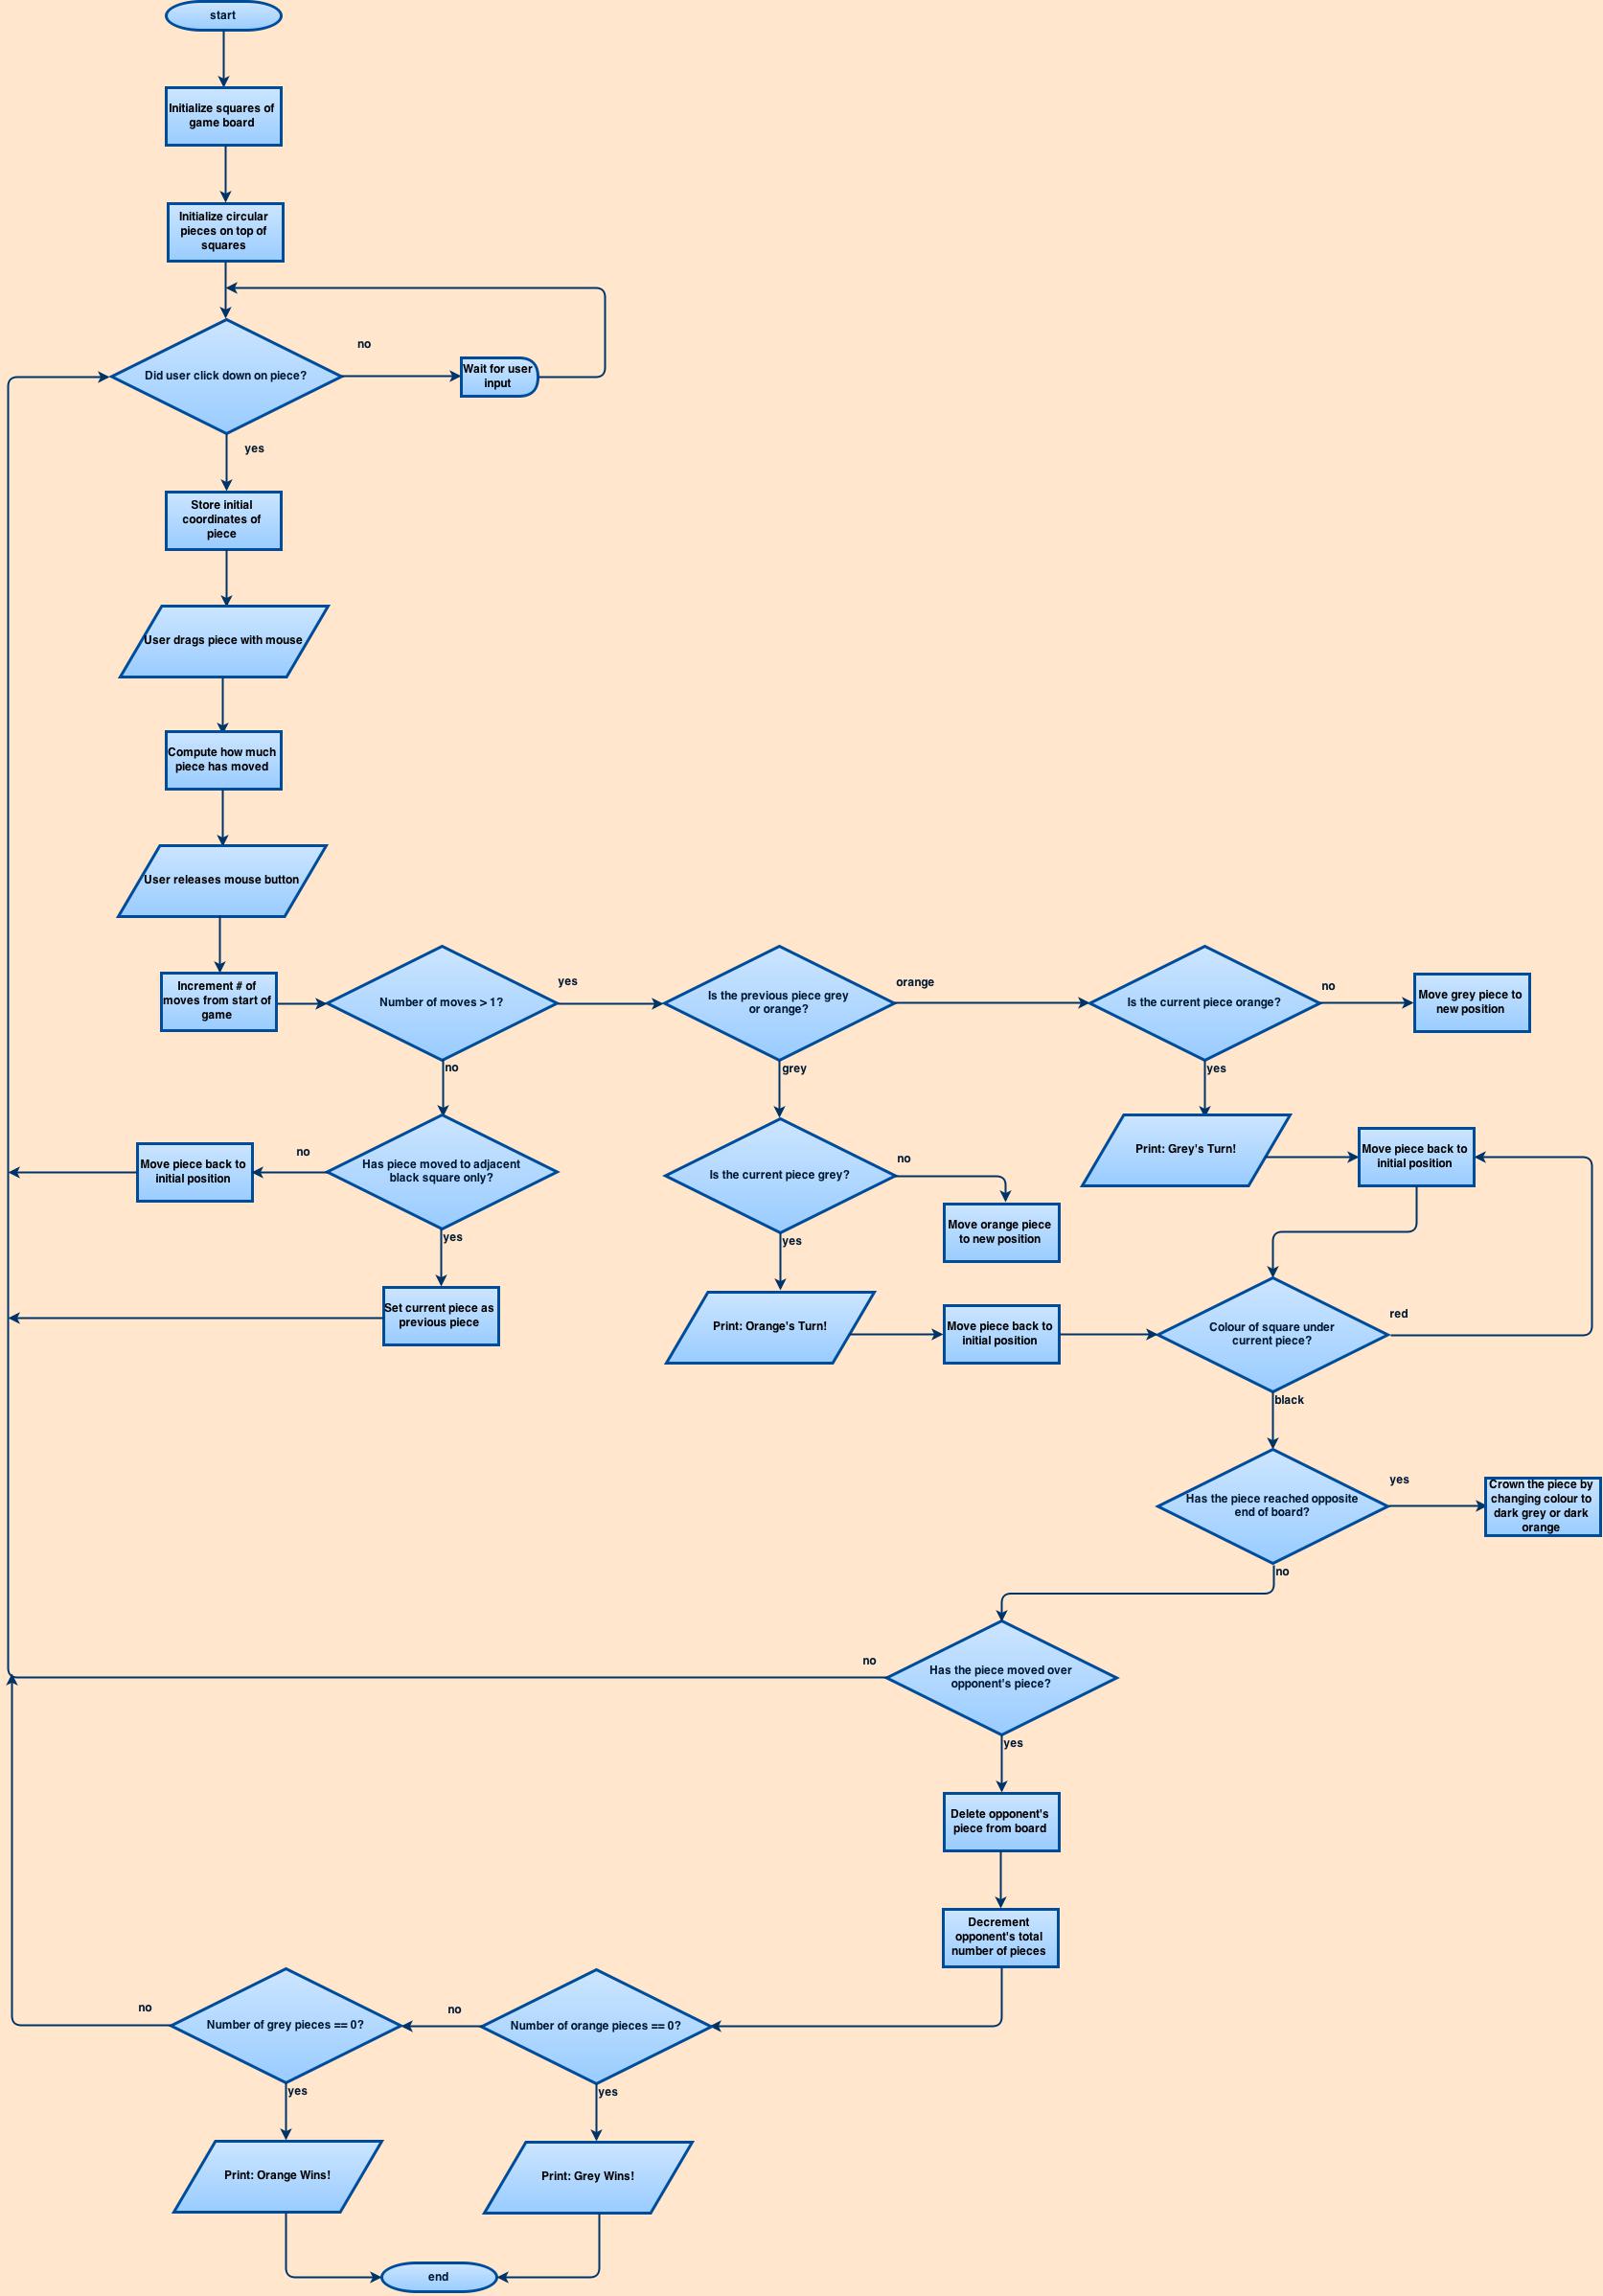 start
Initialize squares of
game board
Initialize circular
pieces on top of
squares
no
Did user click down on piece?
Wait for user
input
yes
Store initial
coordinates of
piece
User drags piece with mouse
Compute how much
piece has moved
User releases mouse button
Increment # of
moves from start of
game
Number of moves > 1?
yes
Is the previous piece grey
or orange?
orange
Is the current piece orange?
no
Move grey piece to
new position
no
grey
yes
Move piece back to
initial position
no
Has piece moved to adjacent
black square only?
Is the current piece grey?
no
Print: Grey's Turn!
Move piece back to
initial position
Move orange piece
to new position
yes
yes
Set current piece as
previous piece
Print: Orange's Turn!
Move piece back to
initial position
Colour of square under
current piece?
red
black
Has the piece reached opposite
end of board?
yes
Crown the piece by
changing colour to
dark grey or dark
orange
no
no
Has the piece moved over
opponent's piece?
yes
Delete opponent's
piece from board
Decrement
opponent's total
number of pieces
no
Number of grey pieces == 0?
no
Number of orange pieces == 0?
yes
yes
Print: Orange Wins!
Print: Grey Wins!
end